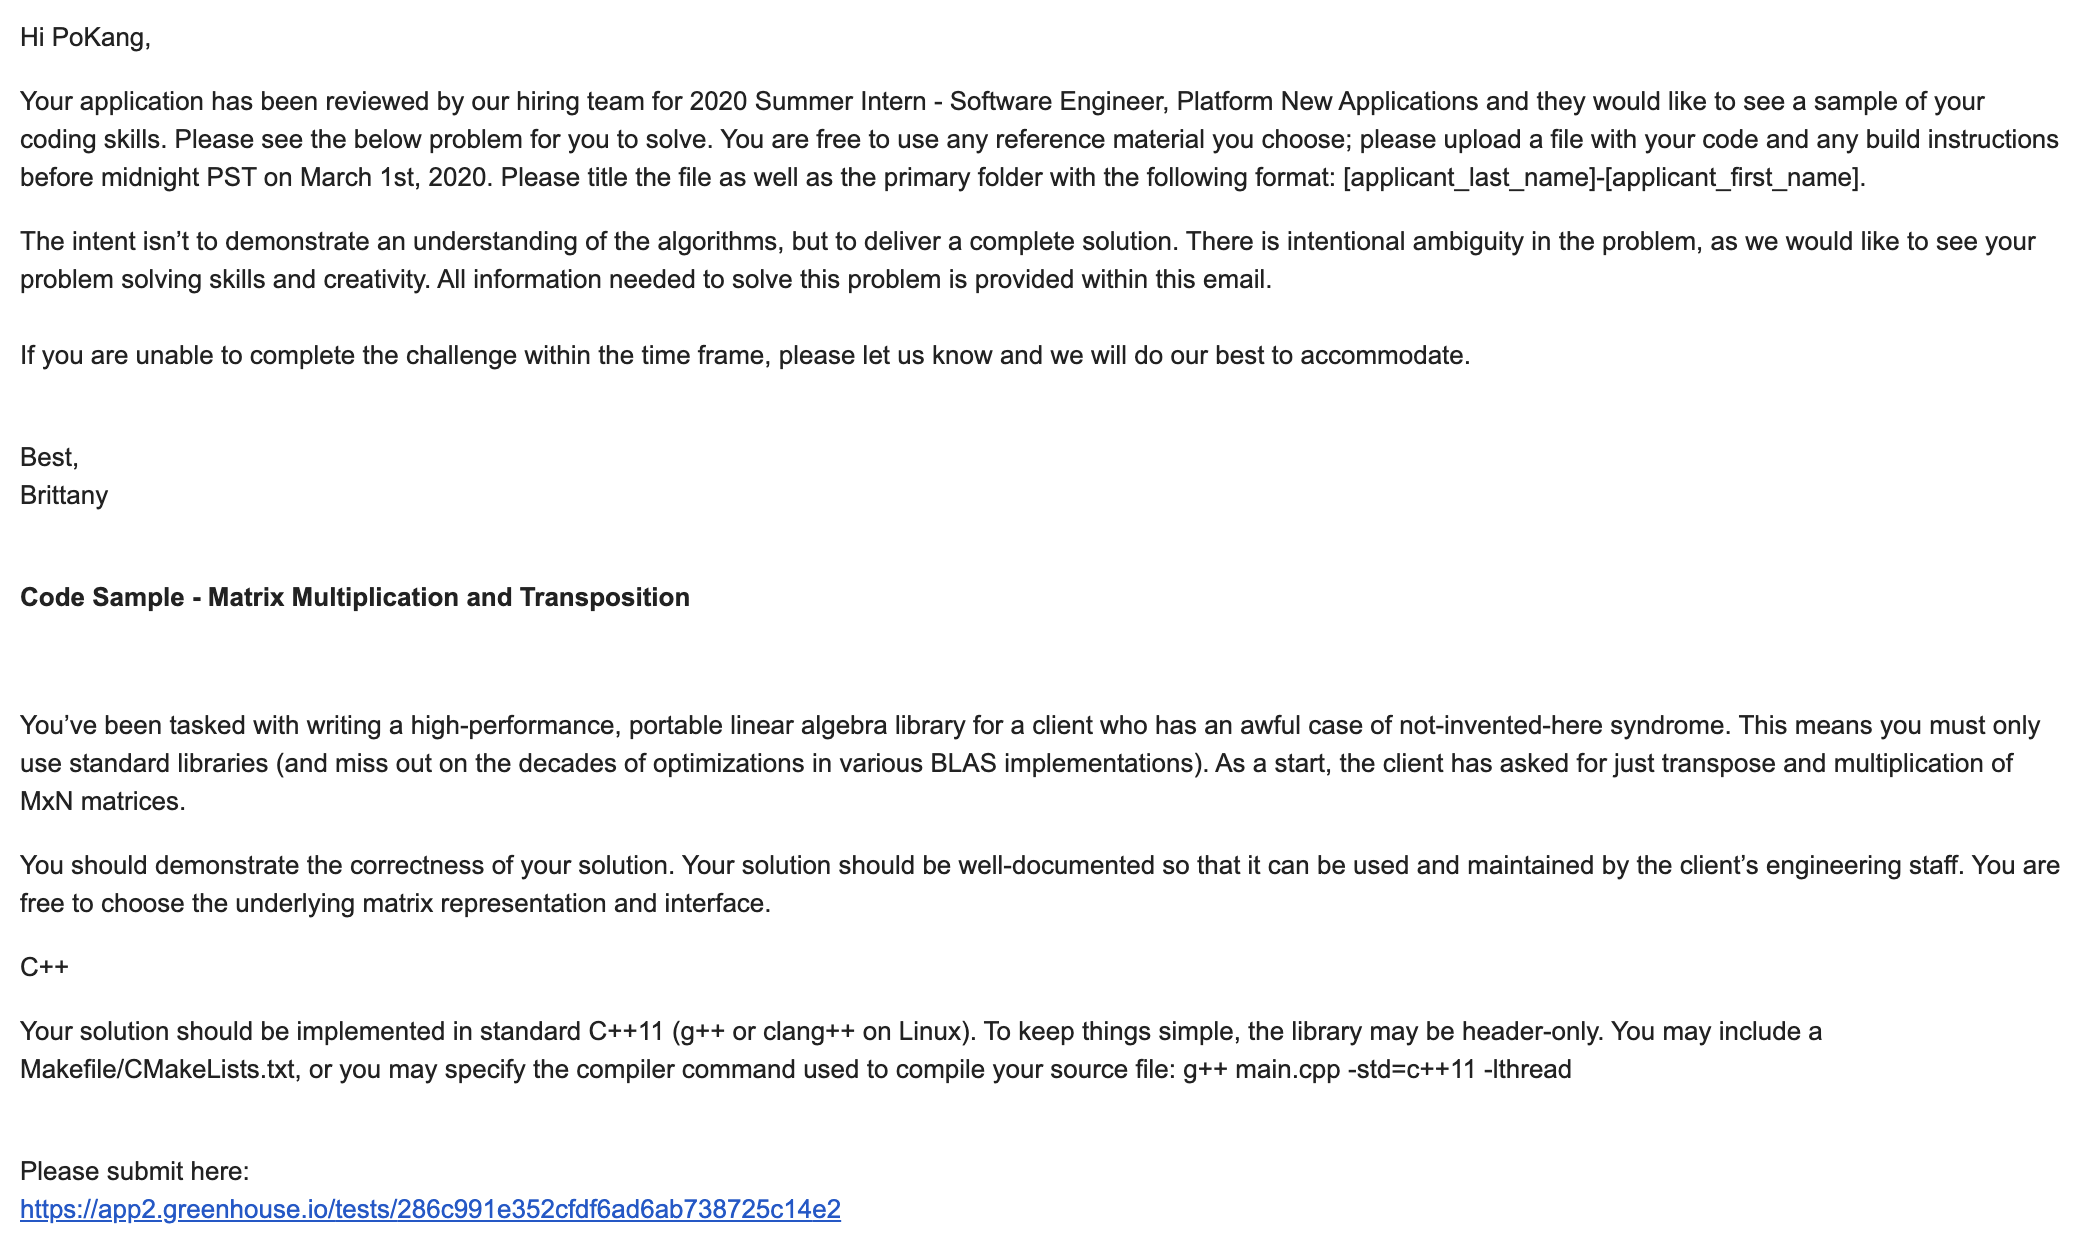 Hi PoKang,
Your application has been reviewed by our hiring team for 2020 Summer Intern - Software Engineer, Platform New Applications and they would like to see a sample of your
coding skills. Please see the below problem for you to solve. You are free to use any reference material you choose; please upload a file with your code and any build instructions
before midnight PST on March 1st, 2020. Please title the file as well as the primary folder with the following format: [applicant_last_name]-[applicant_first_name].
The intent isn’t to demonstrate an understanding of the algorithms, but to deliver a complete solution. There is intentional ambiguity in the problem, as we would like to see your
problem solving skills and creativity. All information needed to solve this problem is provided within this email.
If you are unable to complete the challenge within the time frame, please let us know and we will do our best to accommodate.
Best,
Brittany
Code Sample - Matrix Multiplication and Transposition
You’ve been tasked with writing a high-performance, portable linear algebra library for a client who has an awful case of not-invented-here syndrome. This means you must only
use standard libraries (and miss out on the decades of optimizations in various BLAS implementations). As a start, the client has asked for just transpose and multiplication of
MxN matrices.
You should demonstrate the correctness of your solution. Your solution should be well-documented so that it can be used and maintained by the client’s engineering staff. You are
free to choose the underlying matrix representation and interface.
C++
Your solution should be implemented in standard C++11 (g++ or clang++ on Linux). To keep things simple, the library may be header-only. You may include a
Makefile/CMakeLists.txt, or you may specify the compiler command used to compile your source file: g++ main.cpp -std=c++11 -lthread
Please submit here:
https://app2.greenhouse.io/tests/286c991e352cfdf6ad6ab738725c14e2